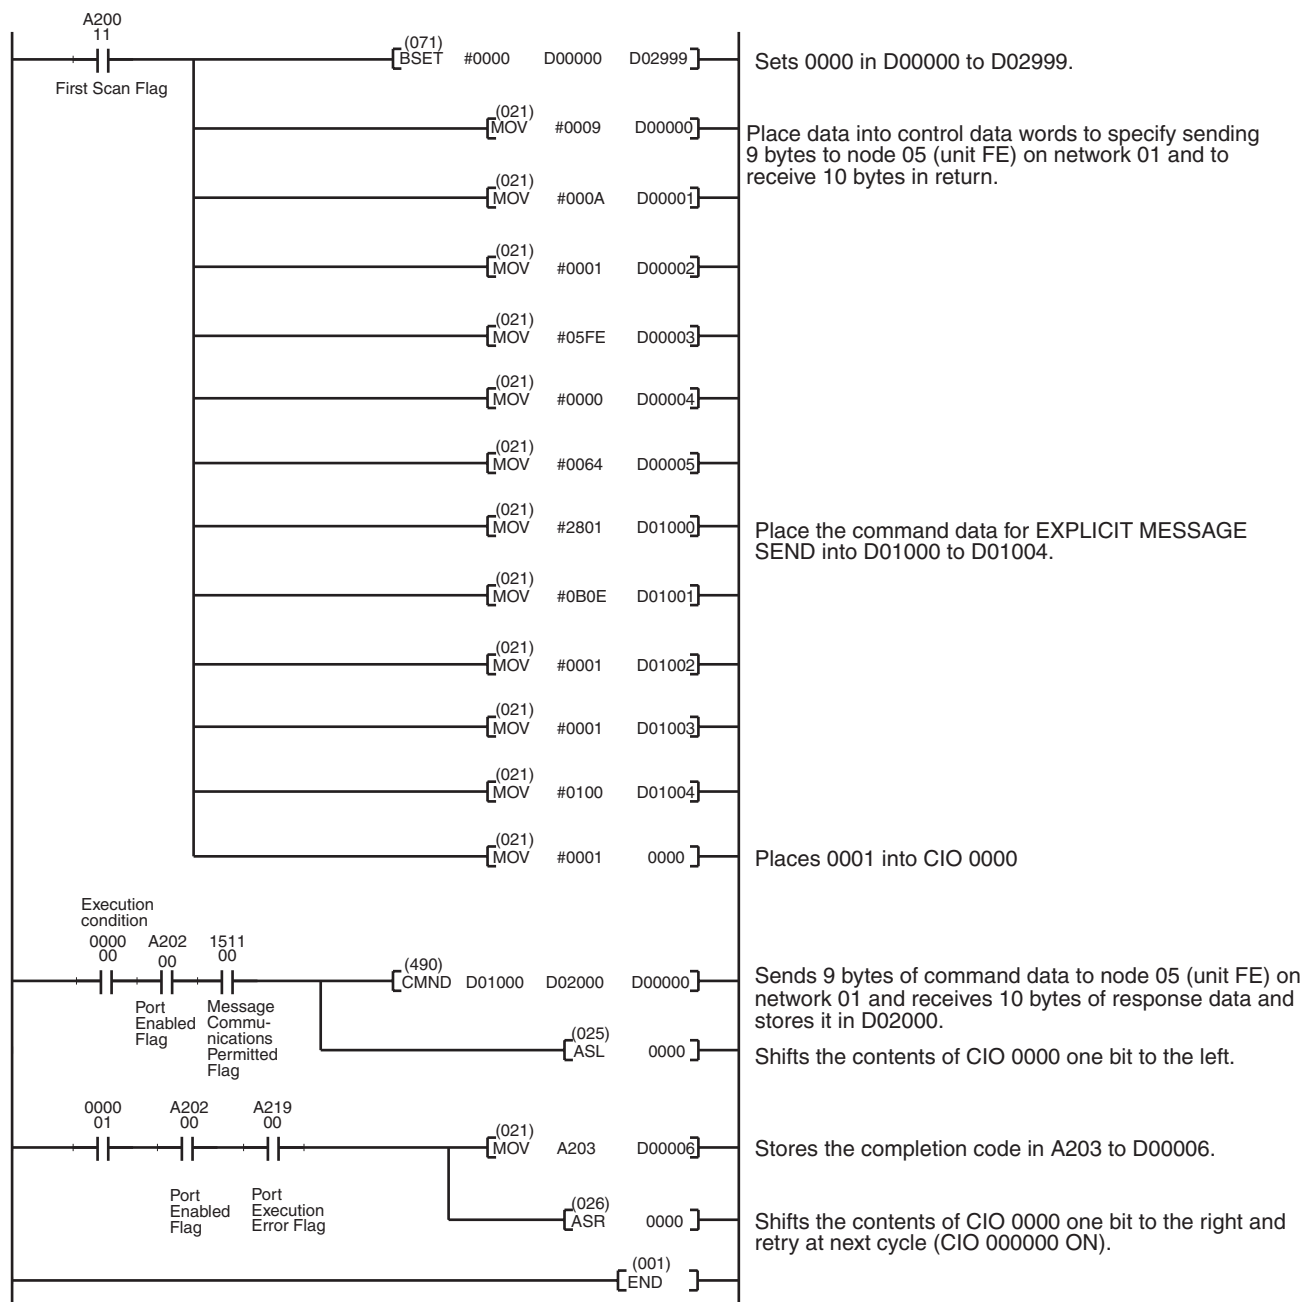 A200
11
First Scan Flag
(071)
BSET #0000 D00000 D02999
Sets 0000 in D00000 to D02999.
(021)
MOV #0009 D00000
Place data into control data words to specify sending
9 bytes to node 05 (unit FE) on network 01 and to
receive 10 bytes in return.
(021)
MOV #000A D00001
(021)
MOV #0001 D00002
(021)
MOV #05FE D00003
(021)
MOV #0000 D00004
(021)
MOV #0064 D00005
(021)
MOV #2801 D01000
Place the command data for EXPLICIT MESSAGE
SEND into D01000 to D01004.
(021)
MOV #0B0E D01001
(021)
MOV #0001 D01002
(021)
MOV #0001 D01003
(021)
MOV #0100 D01004
(021)
MOV #0001 0000
Places 0001 into CIO 0000
Execution
condition
0000 A202 1511
00 00 00
Port
Enabled
Flag
Message
Commu-
nications
Permitted
Flag
(490)
CMND D01000 D02000 D00000
Sends 9 bytes of command data to node 05 (unit FE) on
network 01 and receives 10 bytes of response data and
stores it in D02000.
(025)
ASL 0000
Shifts the contents of CIO 0000 one bit to the left.
0000 A202 A219
01 00 00
Port
Enabled
Flag
Port
Execution
Error Flag
(021)
MOV A203 D00006
Stores the completion code in A203 to D00006.
(026)
ASR 0000
Shifts the contents of CIO 0000 one bit to the right and
retry at next cycle (CIO 000000 ON).
(001)
END